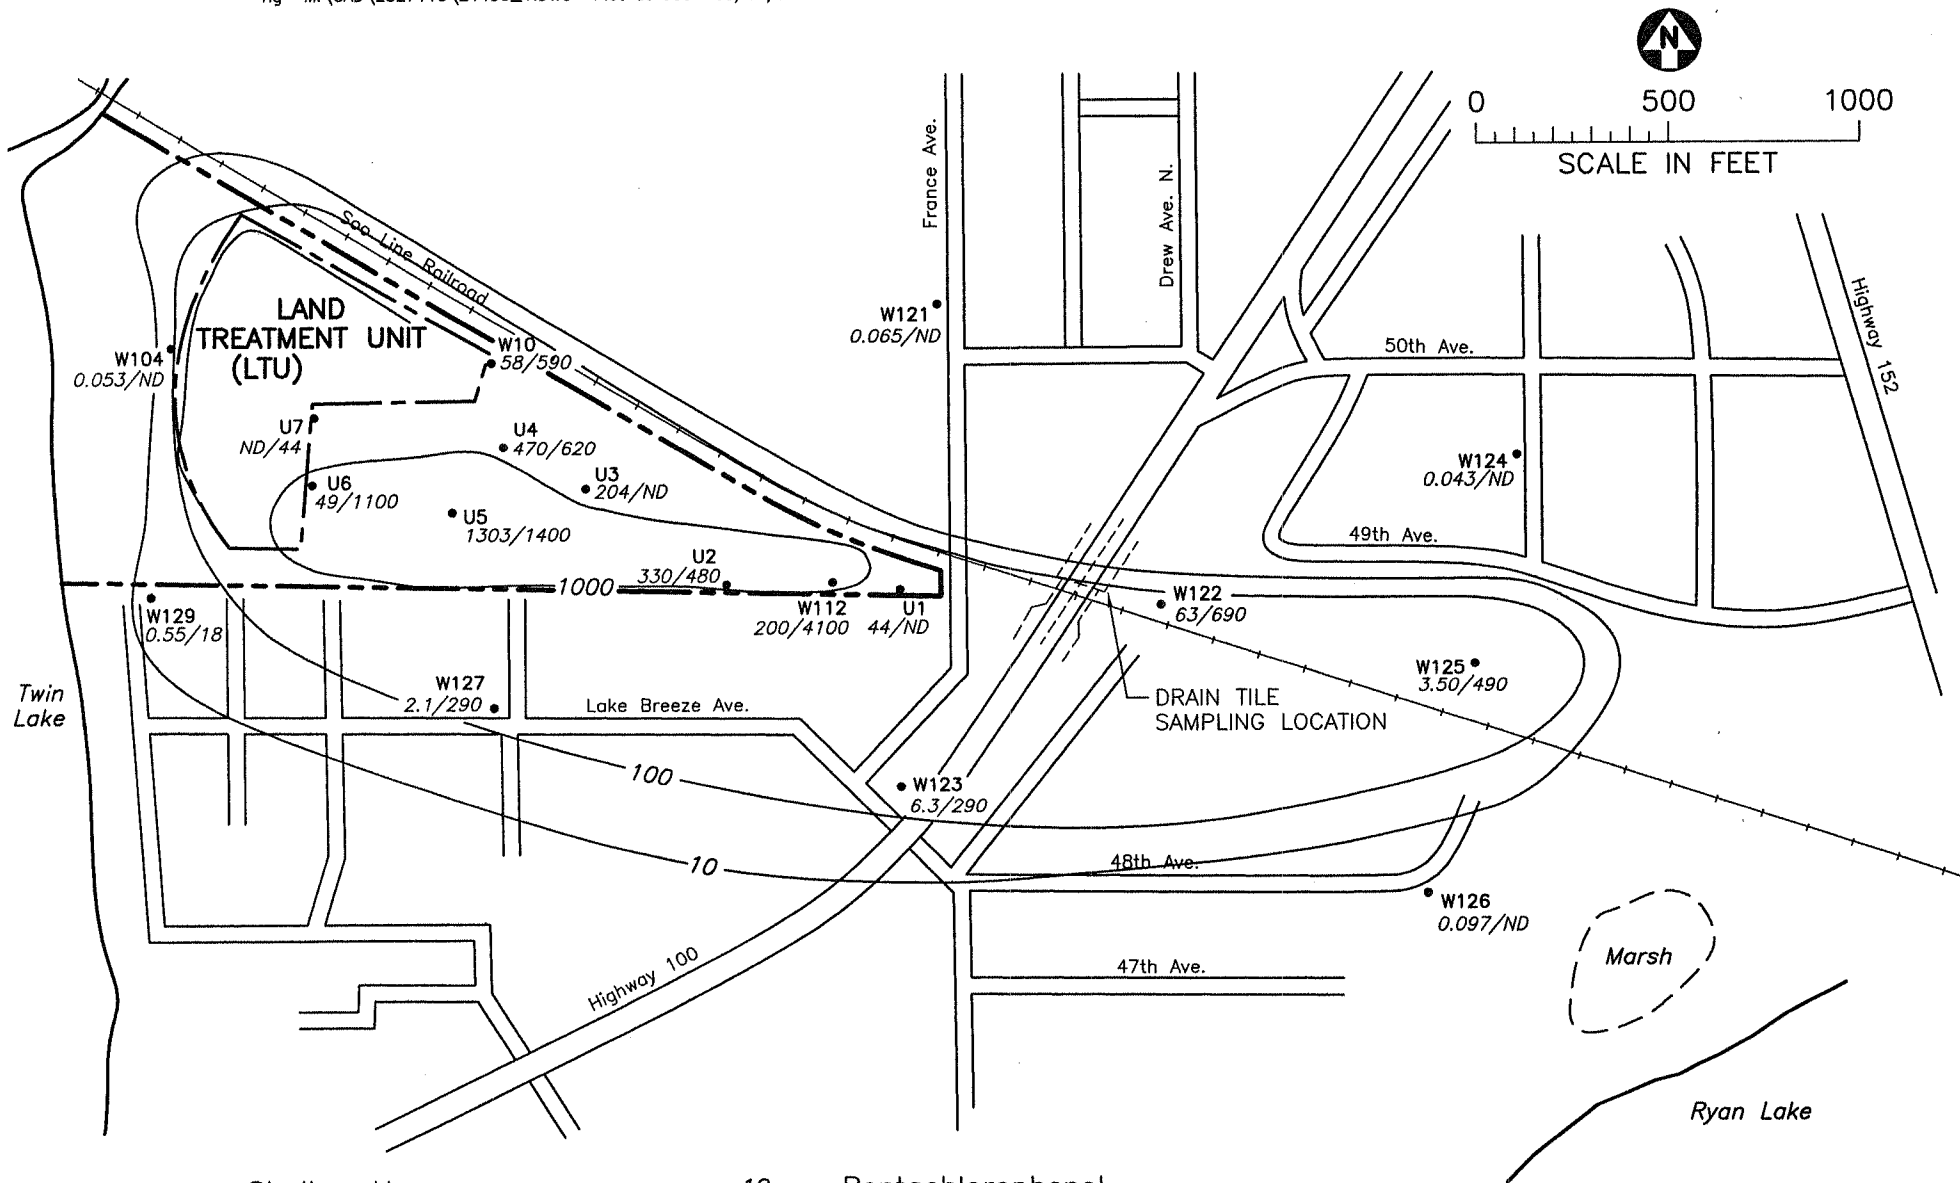 N
0 500 1000
SCALE IN FEET
France Ave.
Drew Ave. N.
Highway 152
Soo Line Railroad
LAND
TREATMENT UNIT
(LTU)
W10
58/590
W104
0.053/ND
W121
0.065/ND
50th Ave.
U7
ND/44
U4
470/620
U3
204/ND
U6
49/1100
U5
1303/1400
W124
0.043/ND
49th Ave.
U2
330/480
1000
W112
200/4100
U1
44/ND
W122
63/690
W129
0.55/18
W125
3.50/490
Twin
Lake
W127
2.1/290
Lake Breeze Ave.
DRAIN TILE
SAMPLING LOCATION
100
W123
6.3/290
10
48th Ave.
W126
0.097/ND
Marsh
47th Ave.
Highway 100
Ryan Lake
10 Pentachlorophenol